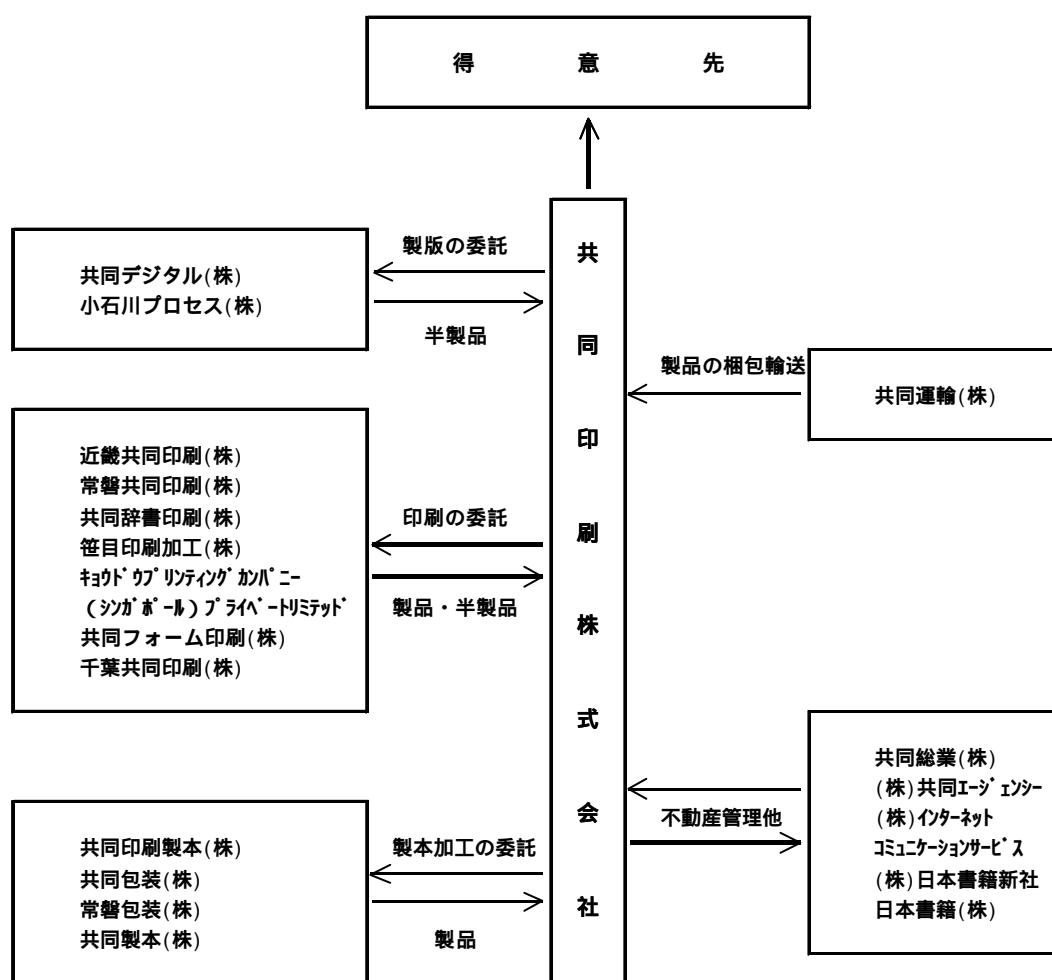 得意先
製版の委託
共同デジタル(株)
小石川プロセス(株)
半製品
共同印刷株式会社
製品の梱包輸送
共同運輸(株)
近畿共同印刷(株)
常磐共同印刷(株)
共同辞書印刷(株)
笹目印刷加工(株)
ｷｮｳﾄﾞｳﾌﾟﾘﾝﾃｨﾝｸﾞｶﾝﾊﾟﾆｰ
(ｼﾝｶﾞﾎﾟｰﾙ)ﾌﾟﾗｲﾍﾞｰﾄﾘﾐﾃｯﾄﾞ
共同フォーム印刷(株)
千葉共同印刷(株)
印刷の委託
製品・半製品
共同総業(株)
(株)共同ｴｰｼﾞｪﾝｼｰ
(株)ｲﾝﾀｰﾈｯﾄ
ｺﾐｭﾆｹｰｼｮﾝｻｰﾋﾞｽ
(株)日本書籍新社
日本書籍(株)
不動産管理他
共同印刷製本(株)
共同包装(株)
常磐包装(株)
共同製本(株)
製本加工の委託
製品